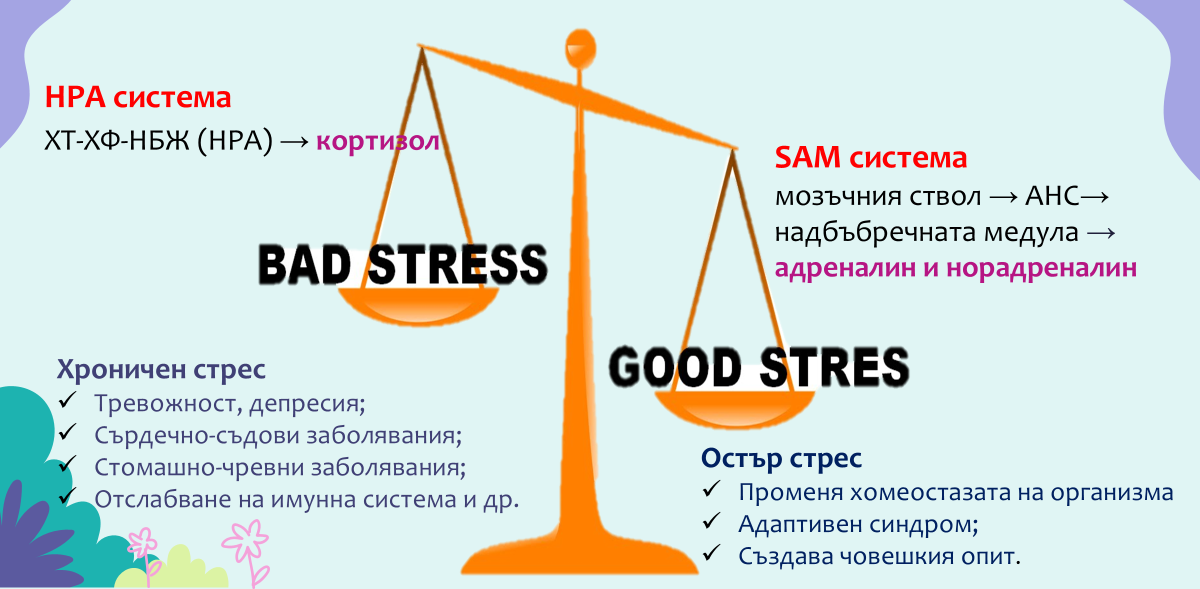 HPA система
ХТ-ХФ-НБЖ (HPA) → кортизол
BAD STRESS
Хроничен стрес
✓ Тревожност, депресия;
✓ Сърдечно-съдови заболявания;
✓ Стомашно-чревни заболявания;
✓ Отслабване на имунна система и др.
SAM система
мозъчния ствол → АНС→
надбъбречната медула →
адреналин и норадреналин
GOOD STRES
Остър стрес
✓ Променя хомеостазата на организма
✓ Адаптивен синдром;
✓ Създава човешкия опит.